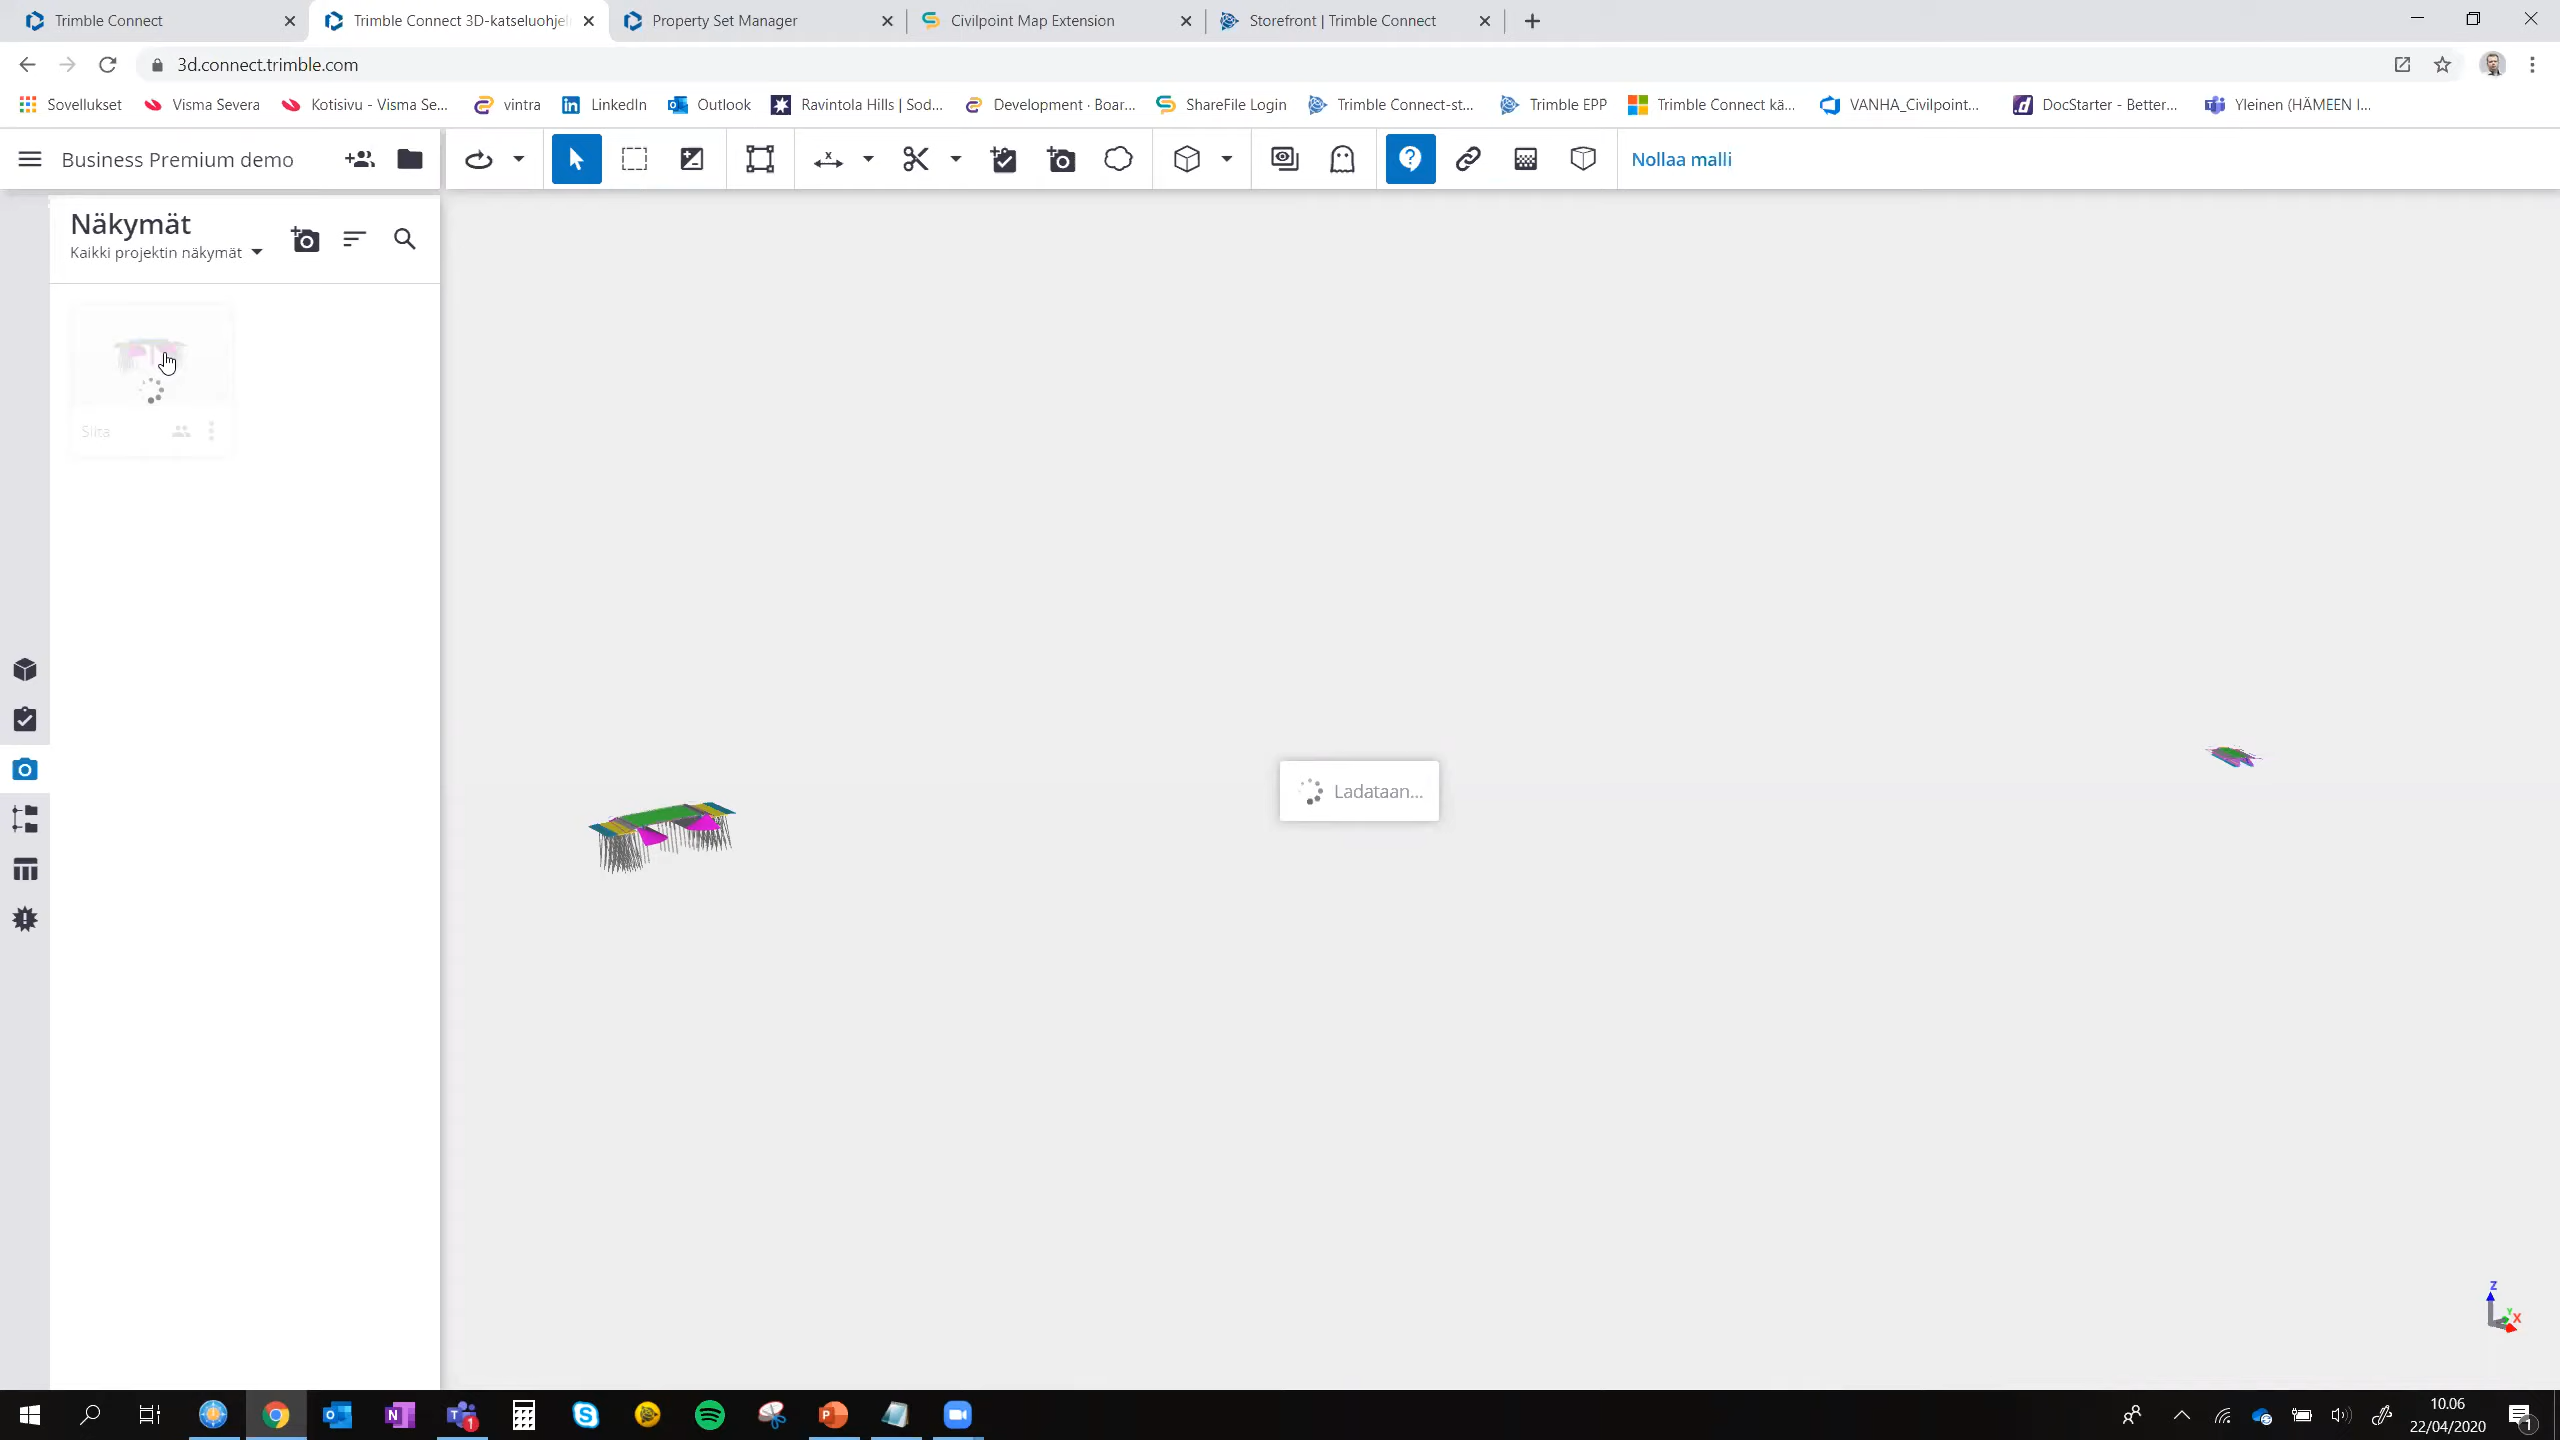 Trimble Connect
Trimble Connect 3D-katseluohjel
Property Set Manager
Civilpoint Map Extension
Storefront | Trimble Connect
3d.connect.trimble.com
Sovellukset
Visma Severa
Kotisivu - Visma Se...
vintra
LinkedIn
Outlook
Ravintola Hills | Sod...
Development · Boar...
ShareFile Login
Trimble Connect-st...
Trimble EPP
Trimble Connect kä...
VANHA_Civilpoint...
DocStarter - Better...
Yleinen (HÄMEEN I...
Business Premium demo
Nollaa malli
Näkymät
Kaikki projektin näkymät
Silta
Ladataan...
Z
Y
X
10.06
22/04/2020